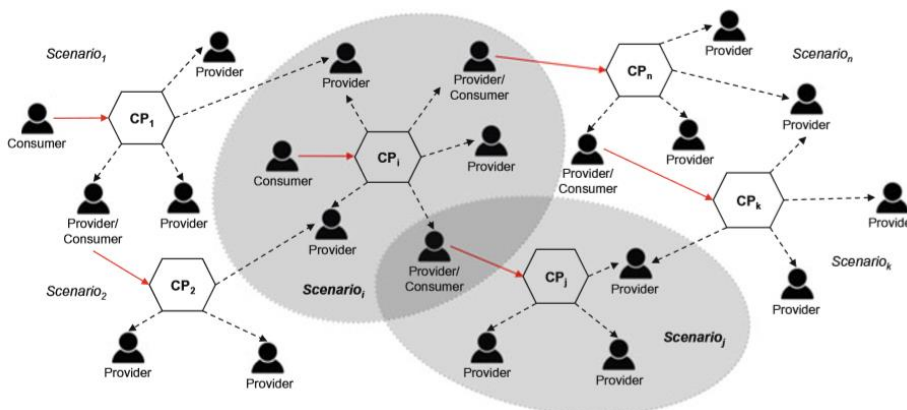 Scenario1
Provider
Consumer
CP1
Provider/
Consumer
Provider
Scenario2
CP2
Provider
Provider
Provider
Provider/
Consumer
Consumer
CPi
Provider
Provider
Provider/
Consumer
Scenarioi
CPj
Provider
Provider
Provider
Scenarioj
CPn
Provider
Scenarion
Provider
Provider/
Consumer
Provider
CPk
Provide
Provider
Scenariok